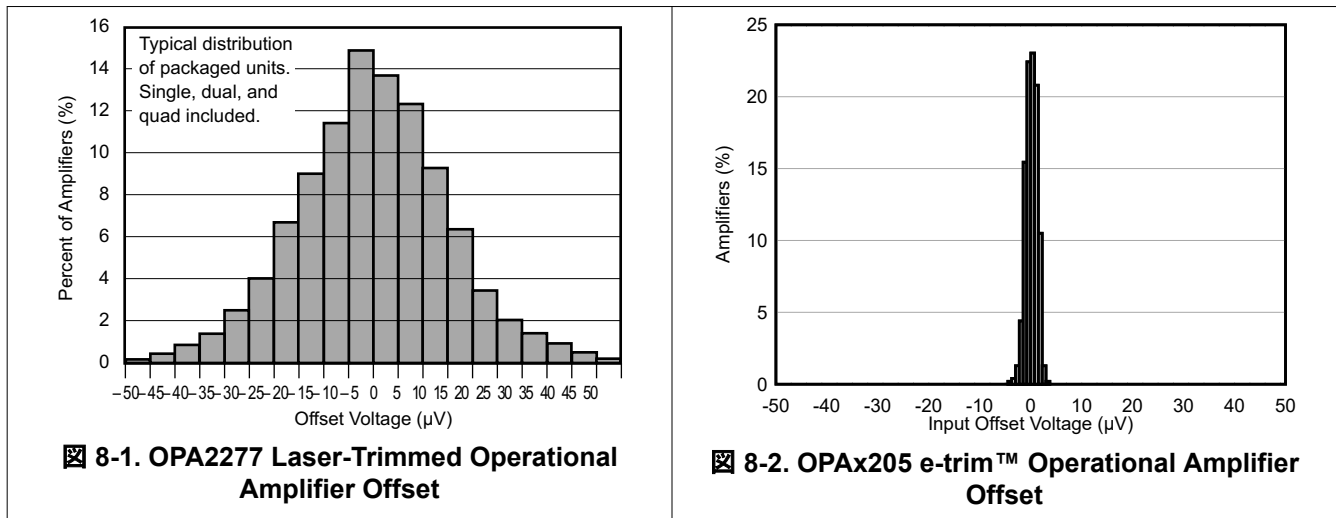 16
14
12
10
8
6
4
2
0
Percent of Amplifiers (%)
Typical distribution
of packaged units.
Single, dual, and
quad included.
–50–45–40–35–30–25–20–15–10–5 0 5 10 15 20 25 30 35 40 45 50
Offset Voltage (µV)
図 8-1. OPA2277 Laser-Trimmed Operational
Amplifier Offset
25
20
15
10
5
0
Amplifiers (%)
-50 -40 -30 -20 -10 0 10 20 30 40 50
Input Offset Voltage (µV)
図 8-2. OPAx205 e-trim™ Operational Amplifier
Offset